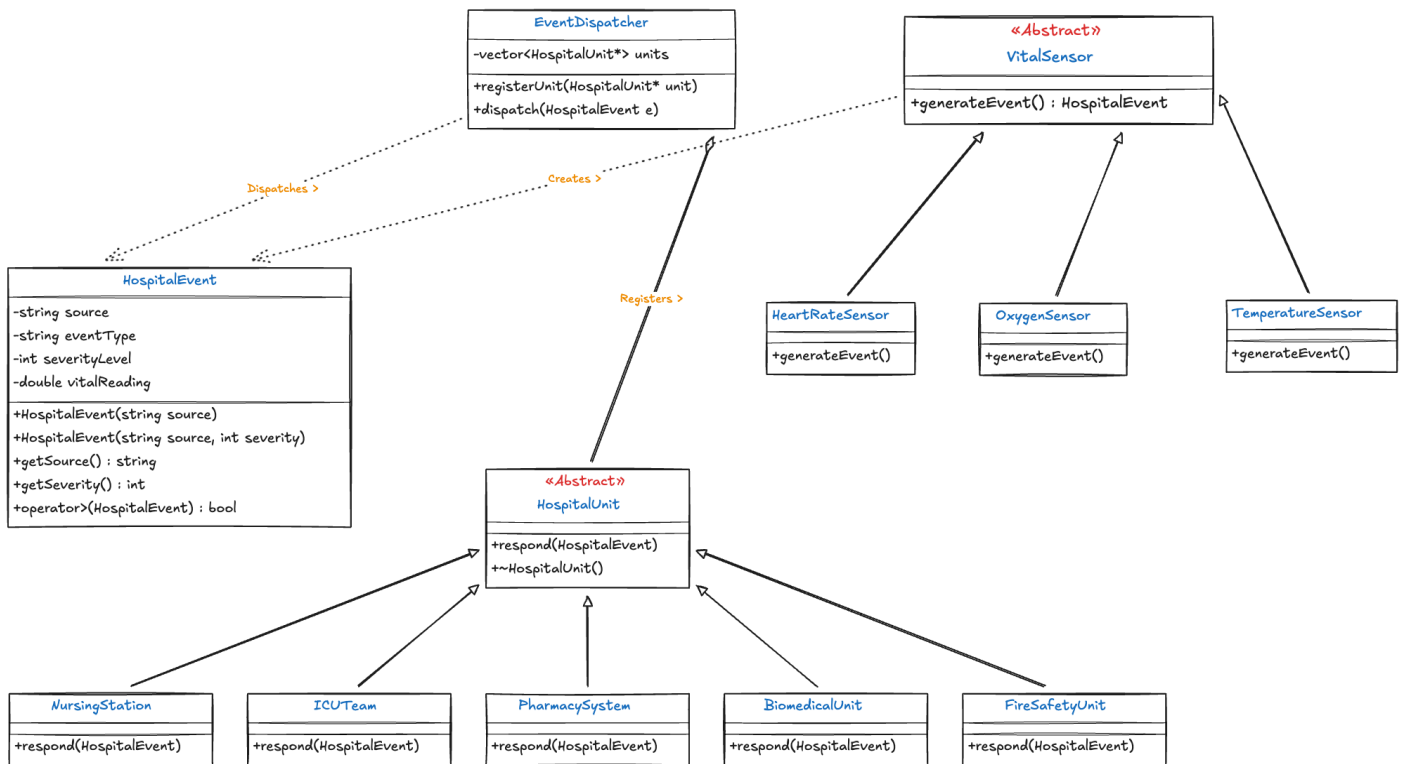 EventDispatcher
-vector<HospitalUnit*> units
+registerUnit(HospitalUnit* unit)
+dispatch(HospitalEvent e)
«Abstract»
VitalSensor
+generateEvent() : HospitalEvent
Dispatches >
Creates >
HospitalEvent
-string source
-string eventType
-int severityLevel
-double vitalReading
+HospitalEvent(string source)
+HospitalEvent(string source, int severity)
+getSource() : string
+getSeverity() : int
+operator>(HospitalEvent) : bool
Registers >
HeartRateSensor
+generateEvent()
OxygenSensor
+generateEvent()
TemperatureSensor
+generateEvent()
«Abstract»
HospitalUnit
+respond(HospitalEvent)
+~HospitalUnit()
NursingStation
+respond(HospitalEvent)
ICUTeam
+respond(HospitalEvent)
PharmacySystem
+respond(HospitalEvent)
BiomedicalUnit
+respond(HospitalEvent)
FireSafetyUnit
+respond(HospitalEvent)